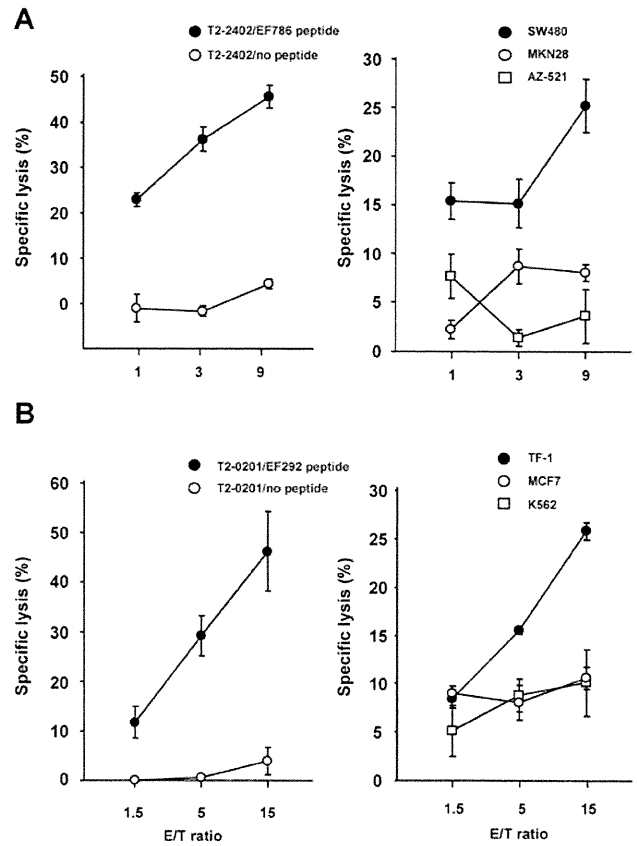 A
T2-2402/EF786 peptide
T2-2402/no peptide
Specific lysis (%)
50
40
30
20
10
0
1 3 9
SW480
MKN28
AZ-521
Specific lysis (%)
30
25
20
15
10
5
0
1 3 9
B
T2-0201/EF292 peptide
T2-0201/no peptide
Specific lysis (%)
60
50
40
30
20
10
0
1.5 5 15
E/T ratio
TF-1
MCF7
K562
Specific lysis (%)
30
25
20
15
10
5
0
1.5 5 15
E/T ratio